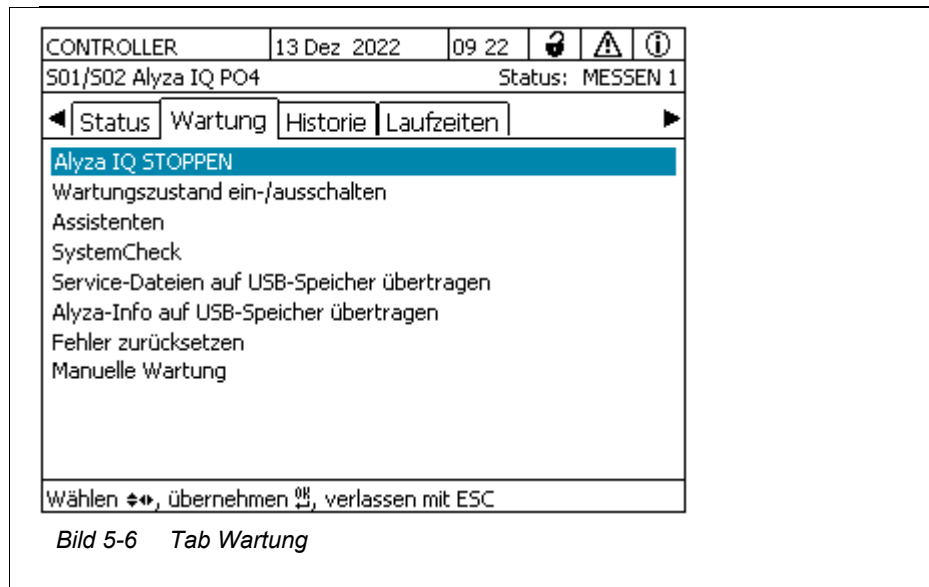 CONTROLLER 13 Dez 2022 09 22
S01/S02 Alyza IQ PO4 Status: MESSEN 1
Status Wartung Historie Laufzeiten
Alyza IQ STOPPEN
Wartungszustand ein-/ausschalten
Assistenten
SystemCheck
Service-Dateien auf USB-Speicher übertragen
Alyza-Info auf USB-Speicher übertragen
Fehler zurücksetzen
Manuelle Wartung
Wählen, übernehmen OK, verlassen mit ESC
Bild 5-6 Tab Wartung